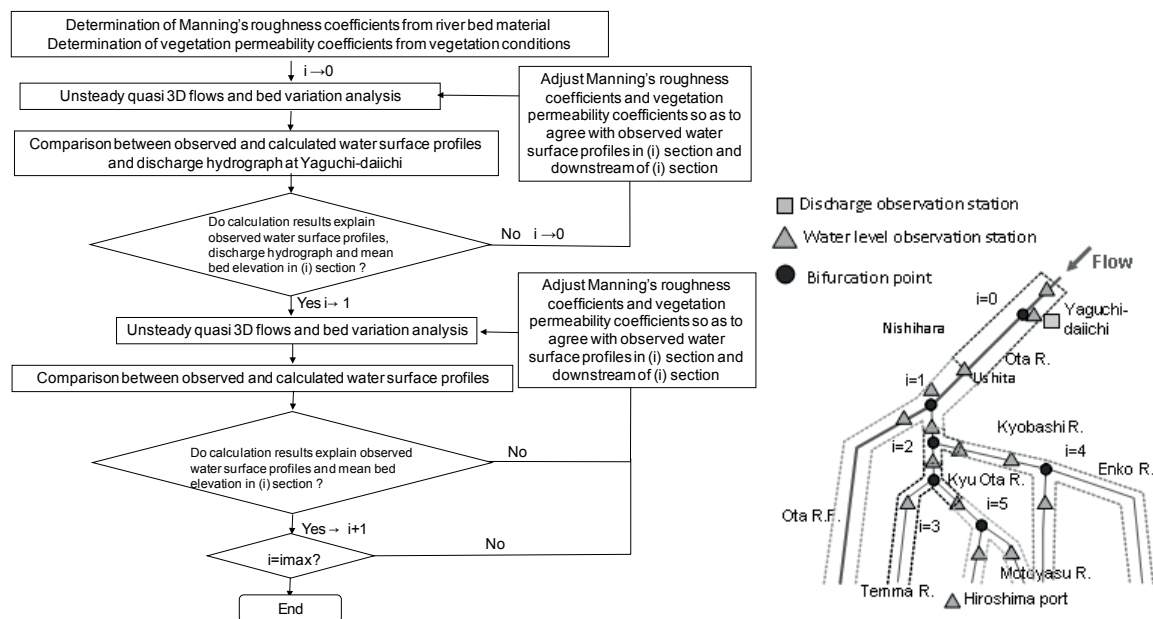 Determination of Manning's roughness coefficients from river bed material
Determination of vegetation permeability coefficients from vegetation conditions
i →0
Unsteady quasi 3D flows and bed variation analysis
Comparison between observed and calculated water surface profiles
and discharge hydrograph at Yaguchi-daiichi
Do calculation results explain
observed water surface profiles,
discharge hydrograph and mean
bed elevation in (i) section ?
No i →0
Adjust Manning's roughness
coefficients and vegetation
permeability coefficients so as to
agree with observed water
surface profiles in (i) section and
downstream of (i) section
Yes i→ 1
Unsteady quasi 3D flows and bed variation analysis
Comparison between observed and calculated water surface profiles
Do calculation results explain observed
water surface profiles and mean bed
elevation in (i) section ?
No
Adjust Manning's roughness
coefficients and vegetation
permeability coefficients so as to
agree with observed water
surface profiles in (i) section and
downstream of (i) section
Yes→ i+1
i=imax?
No
End
Discharge observation station
Water level observation station
Bifurcation point
Flow
i=0
Yaguchi-
daiichi
Nishihara
Ota R.
Ushita
i=1
Kyobashi R.
i=2
i=4
Enko R.
Kyu Ota R.
i=5
Ota R.F.
i=3
Motoyasu R.
Temma R.
Hiroshima port